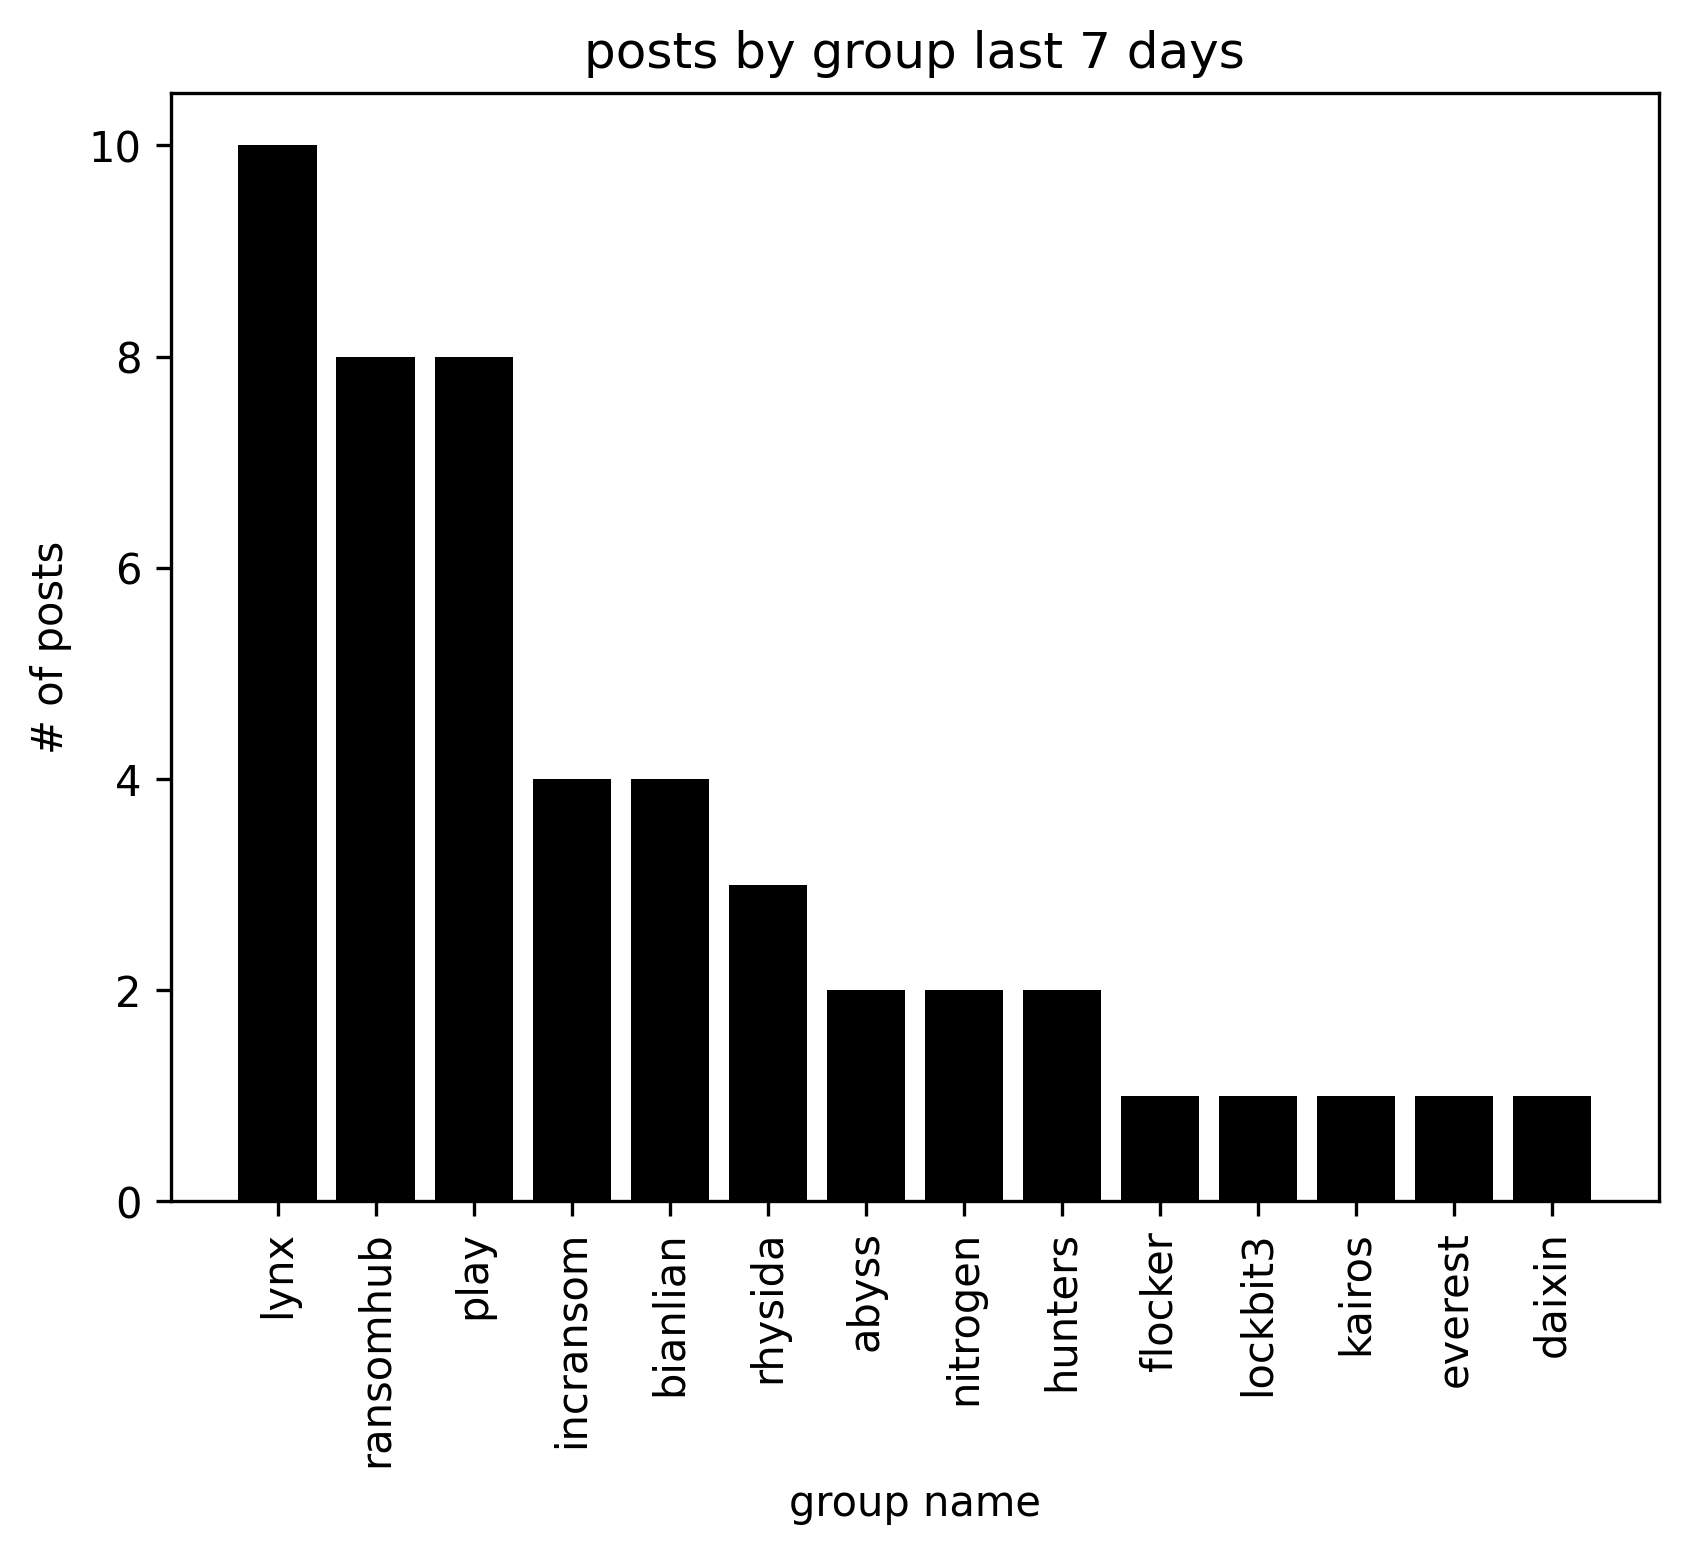 posts by group last 7 days
10
8
6
4
2
0
# of posts
lynx
ransomhub
play
incransom
bianlian
rhysida
abyss
nitrogen
hunters
flocker
lockbit3
kairos
everest
daixin
group name